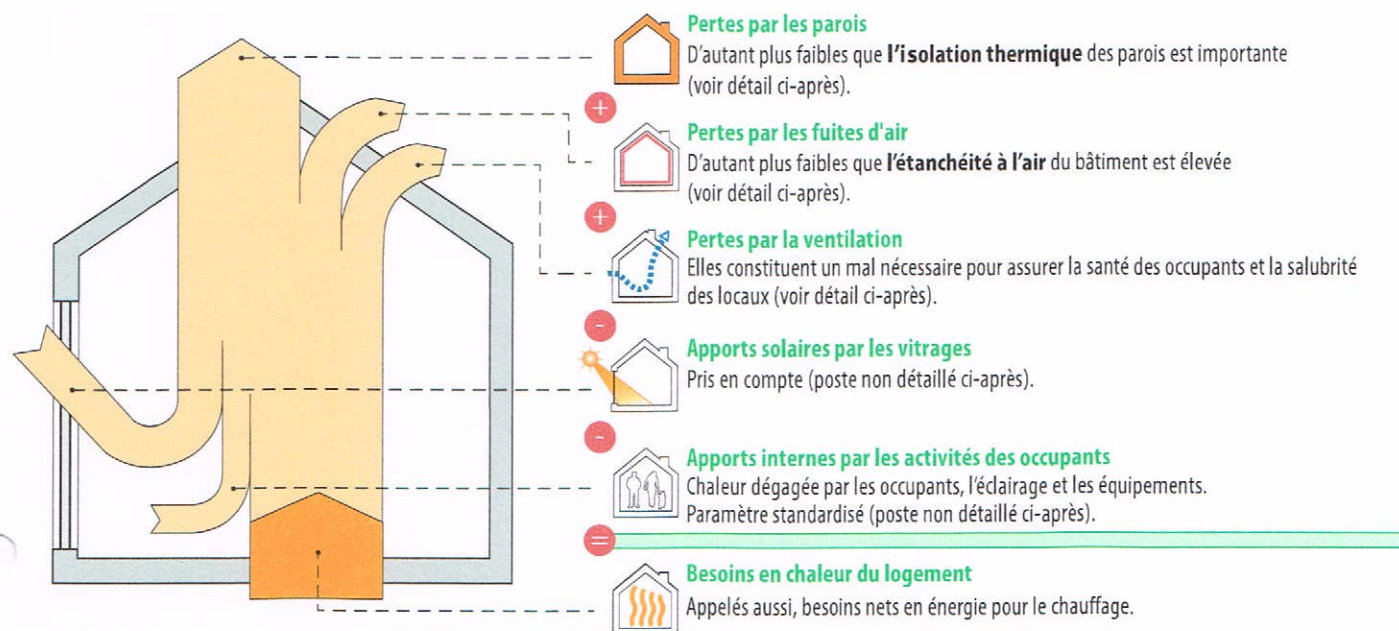 Pertes par les parois
D'autant plus faibles que l'isolation thermique des parois est importante
(voir détail ci-après).
+
Pertes par les fuites d'air
D'autant plus faibles que l'étanchéité à l'air du bâtiment est élevée
(voir détail ci-après).
+
Pertes par la ventilation
Elles constituent un mal nécessaire pour assurer la santé des occupants et la salubrité
des locaux (voir détail ci-après).
-
Apports solaires par les vitrages
Pris en compte (poste non détaillé ci-après).
-
Apports internes par les activités des occupants
Chaleur dégagée par les occupants, l'éclairage et les équipements.
Paramètre standardisé (poste non détaillé ci-après).
=
Besoins en chaleur du logement
Appelés aussi, besoins nets en énergie pour le chauffage.